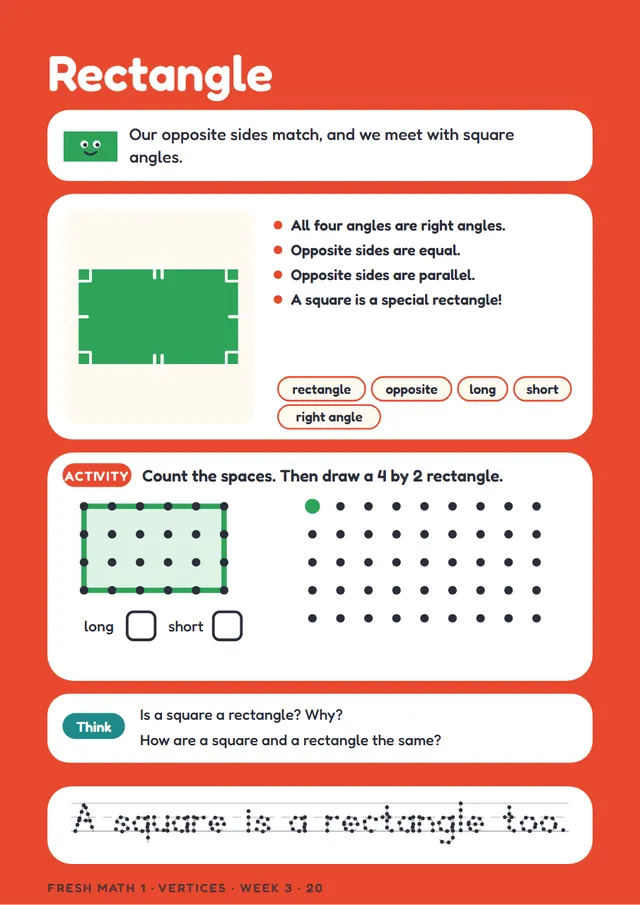 Rectangle
Our opposite sides match, and we meet with square
angles.
All four angles are right angles.
Opposite sides are equal.
Opposite sides are parallel.
A square is a special rectangle!
rectangle opposite long short
right angle
ACTIVITY Count the spaces. Then draw a 4 by 2 rectangle.
long short
Think
Is a square a rectangle? Why?
How are a square and a rectangle the same?
A square is a rectangle too.
FRESH MATH 1 · VERTICES · WEEK 3 · 20